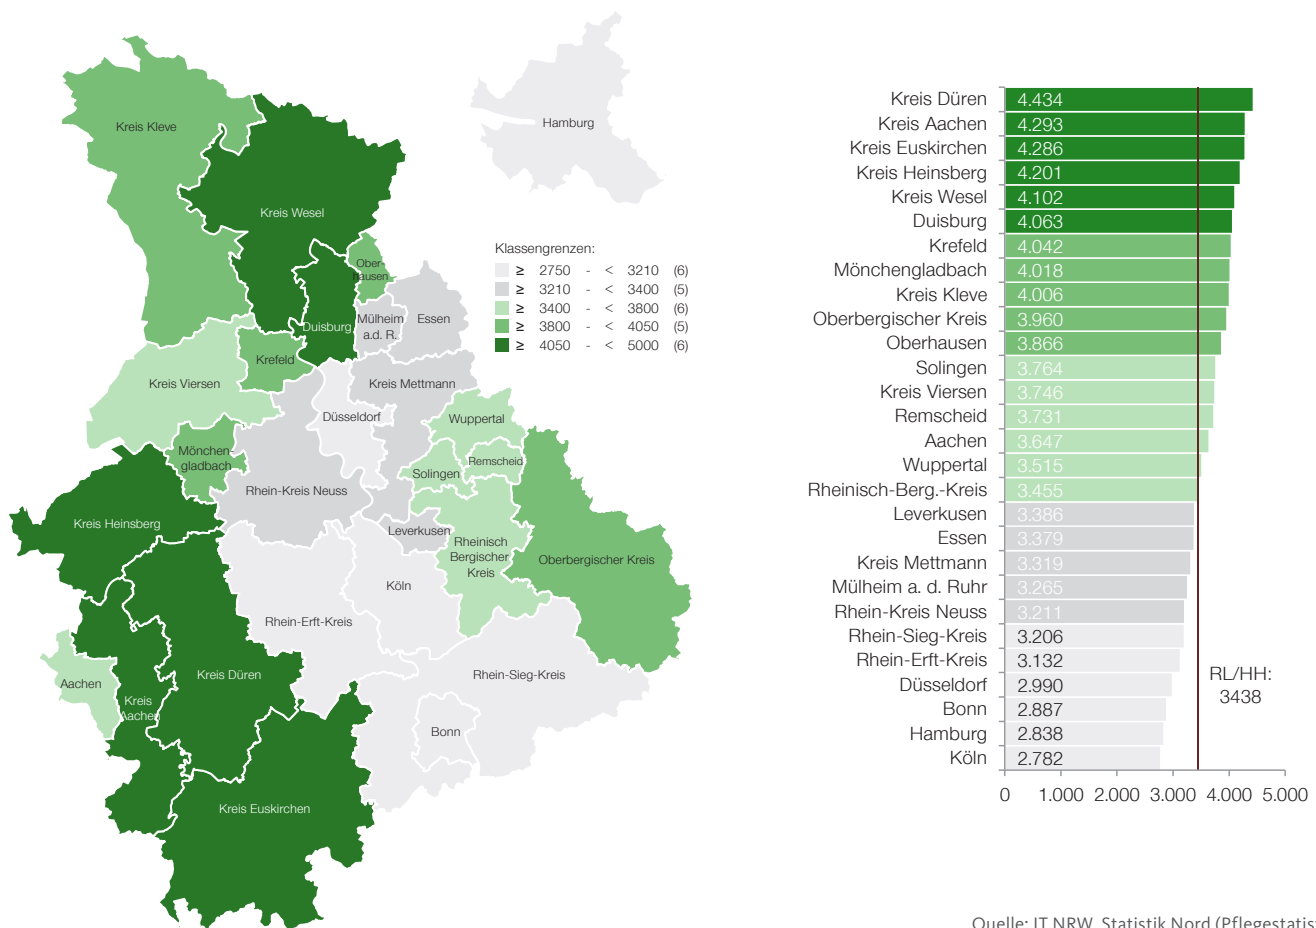 Kreis Kleve
Hamburg
Kreis Wesel
Klassengrenzen:
≥ 2750 - < 3210 (6)
≥ 3210 - < 3400 (5)
≥ 3400 - < 3800 (6)
≥ 3800 - < 4050 (5)
≥ 4050 - < 5000 (6)
Ober
hausen
Duisburg
Mülheim
a.d. R.
Essen
Krefeld
Kreis Viersen
Kreis Mettmann
Düsseldorf
Wuppertal
Mönchen-
gladbach
Remscheid
Solingen
Rhein-Kreis Neuss
Kreis Heinsberg
Leverkusen
Rheinisch
Bergischer
Kreis
Oberbergischer Kreis
Köln
Rhein-Erft-Kreis
Rhein-Sieg-Kreis
Kreis Düren
Aachen
Kreis
Aachen
Bonn
Kreis Euskirchen
Kreis Düren 4.434
Kreis Aachen 4.293
Kreis Euskirchen 4.286
Kreis Heinsberg 4.201
Kreis Wesel 4.102
Duisburg 4.063
Krefeld 4.042
Mönchengladbach 4.018
Kreis Kleve 4.006
Oberbergischer Kreis 3.960
Oberhausen 3.866
Solingen 3.764
Kreis Viersen 3.746
Remscheid 3.731
Aachen 3.647
Wuppertal 3.515
Rheinisch-Berg.-Kreis 3.455
Leverkusen 3.386
Essen 3.379
Kreis Mettmann 3.319
Mülheim a. d. Ruhr 3.265
Rhein-Kreis Neuss 3.211
Rhein-Sieg-Kreis 3.206
Rhein-Erft-Kreis 3.132
Düsseldorf 2.990
Bonn 2.887
Hamburg 2.838
Köln 2.782
RL/HH:
3438
0 1.000 2.000 3.000 4.000 5.000
Quelle: IT.NRW, Statistik Nord (Pflegestatis